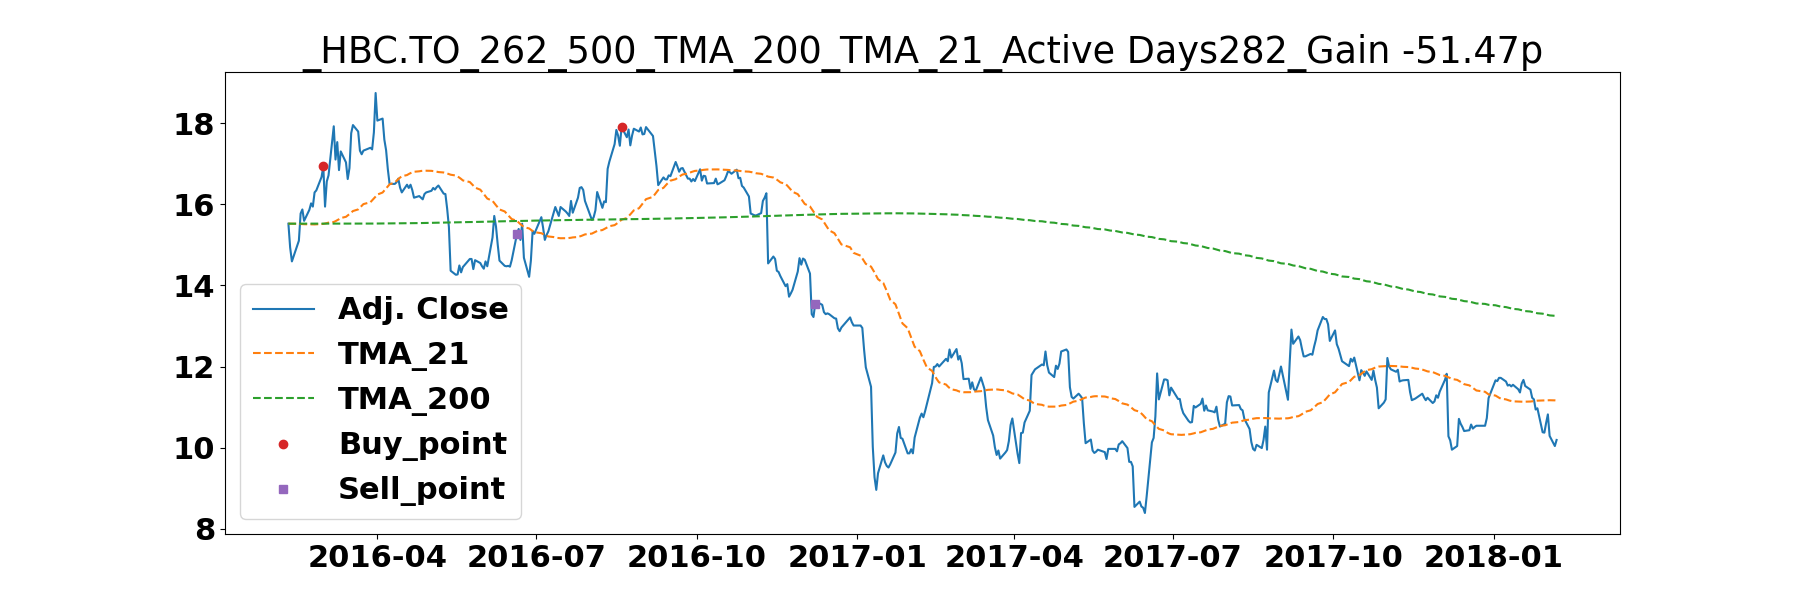 _HBC.TO_262_500_TMA_200_TMA_21_Active Days282_Gain -51.47p
18
16
14
12
10
8
Adj. Close
TMA_21
TMA_200
Buy_point
Sell_point
2016-04 2016-07 2016-10 2017-01 2017-04 2017-07 2017-10 2018-01